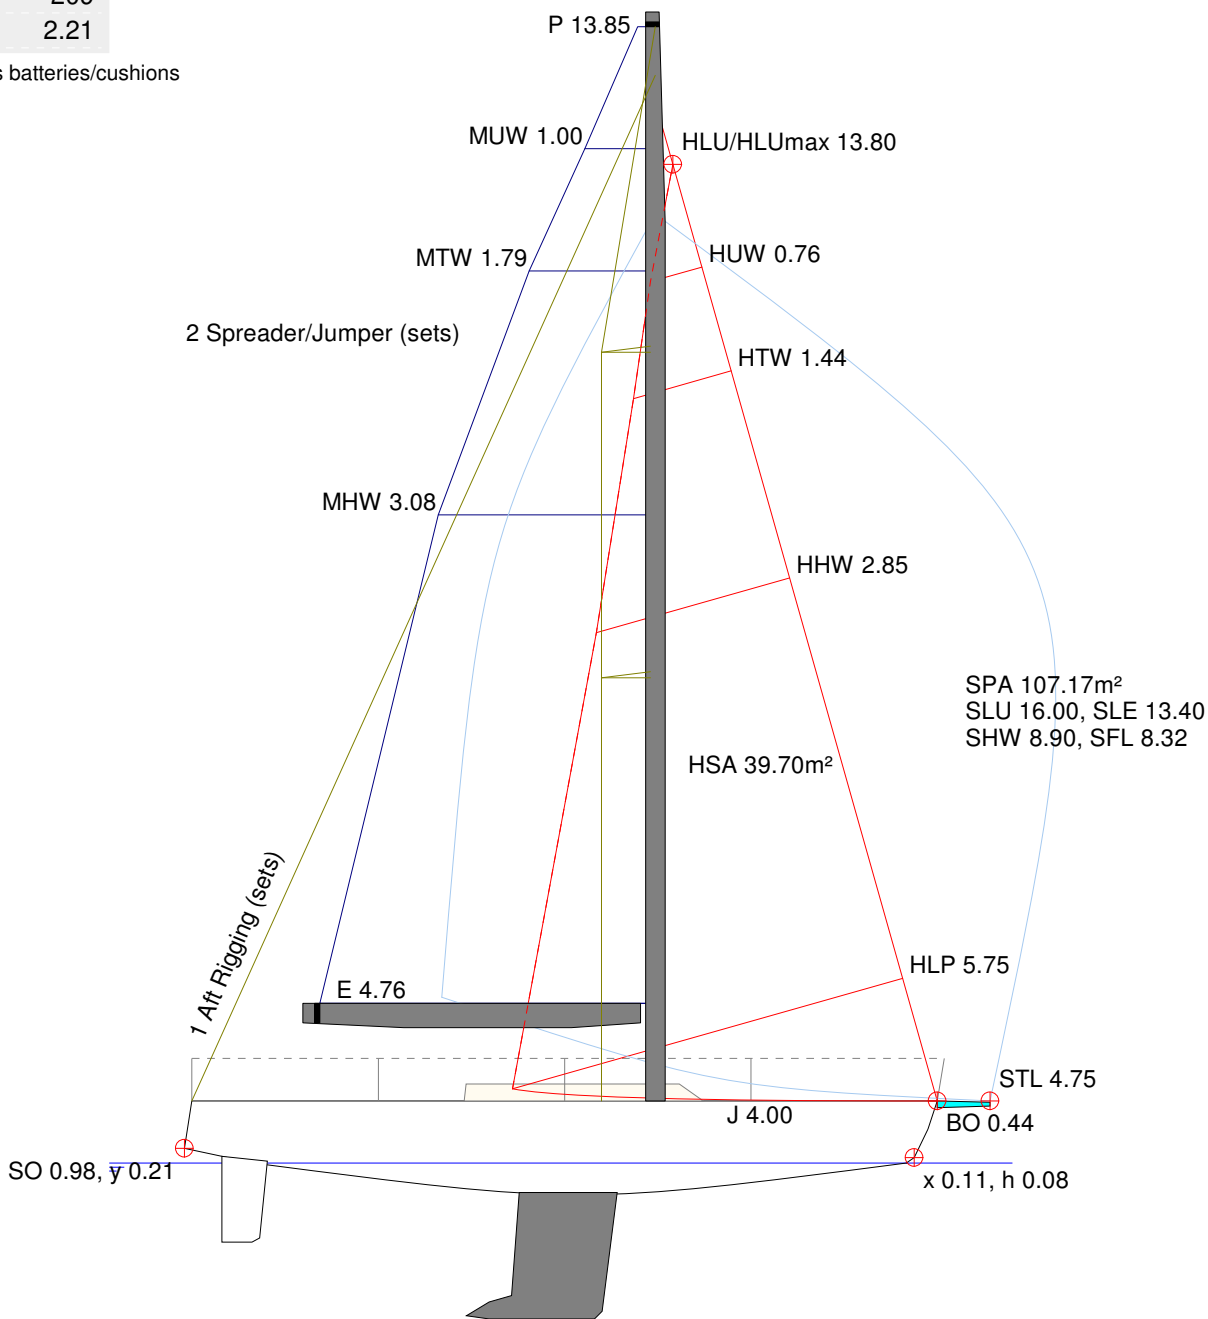 2.21
batteries/cushions
P 13.85
MUW 1.00
HLU/HLUmax 13.80
HUW 0.76
MTW 1.79
2 Spreader/Jumper (sets)
HTW 1.44
MHW 3.08
HHW 2.85
SPA 107.17m²
SLU 16.00, SLE 13.40
SHW 8.90, SFL 8.32
HSA 39.70m²
1 Aft Rigging (sets)
HLP 5.75
E 4.76
STL 4.75
J 4.00
BO 0.44
SO 0.98, y 0.21
x 0.11, h 0.08